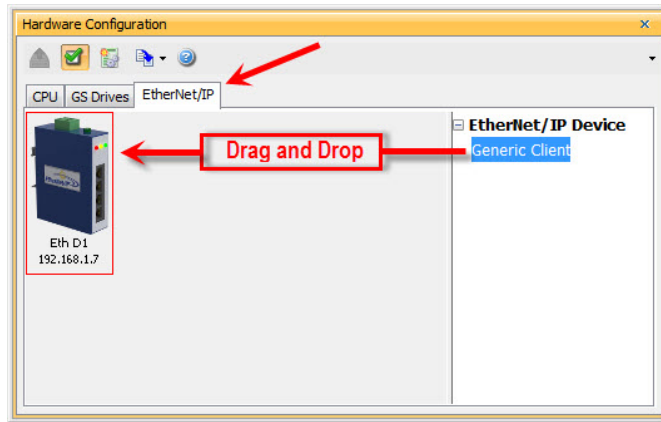 Hardware Configuration
CPU GS Drives EtherNet/IP
EtherNet/IP Device
Drag and Drop
Generic Client
Eth D1
192.168.1.7